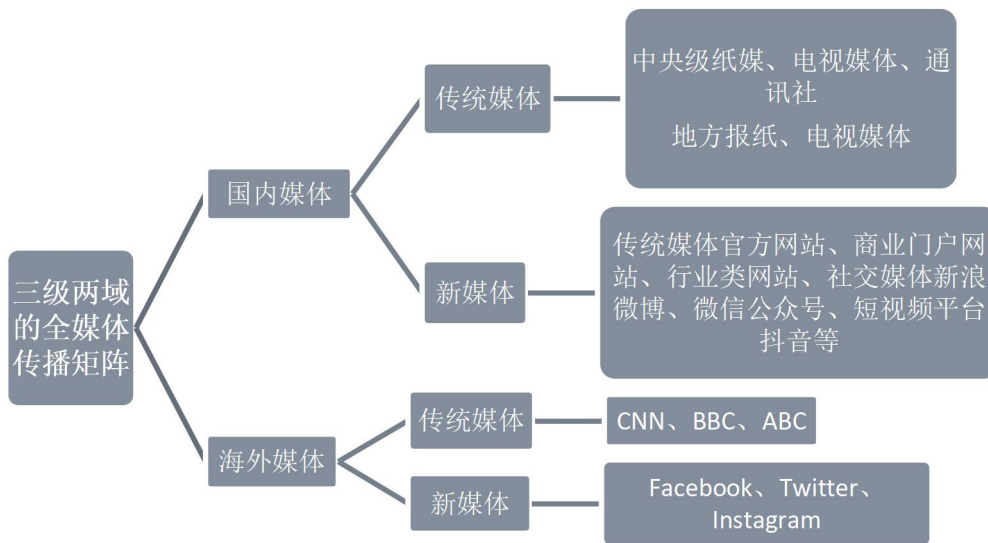 三级两域
的全媒体
传播矩阵
国内媒体
传统媒体
中央级纸媒、电视媒体、通
讯社
地方报纸、电视媒体
新媒体
传统媒体官方网站、商业门户网
站、行业类网站、社交媒体新浪
微博、微信公众号、短视频平台
抖音等
海外媒体
传统媒体
CNN、BBC、ABC
新媒体
Facebook、Twitter、
Instagram